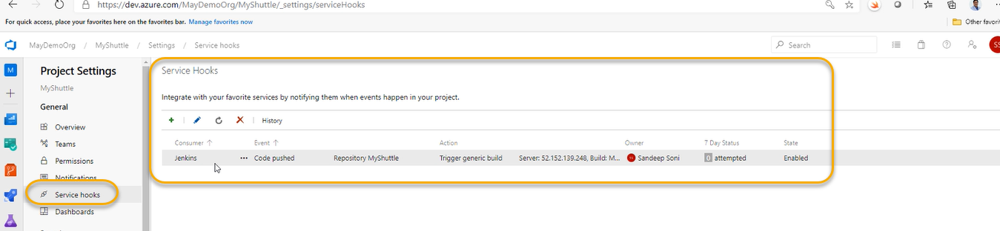 https://dev.azure.com/MayDemoOrg/MyShuttle/_settings/serviceHooks
For quick access, place your favorites here on the favorites bar. Manage favorites now
Other favori
MayDemoOrg / MyShuttle / Settings / Service hooks
Search
SS
M
Project Settings
MyShuttle
General
Overview
Teams
Permissions
Notifications
Service hooks
Dashboards
Service Hooks
Integrate with your favorite services by notifying them when events happen in your project.
History
Consumer ↑ Event ↑ Action Owner 7 Day Status State
Jenkins ... Code pushed Repository MyShuttle Trigger generic build Server: 52.152.139.248, Build: M... Sandeep Soni 0 attempted Enabled